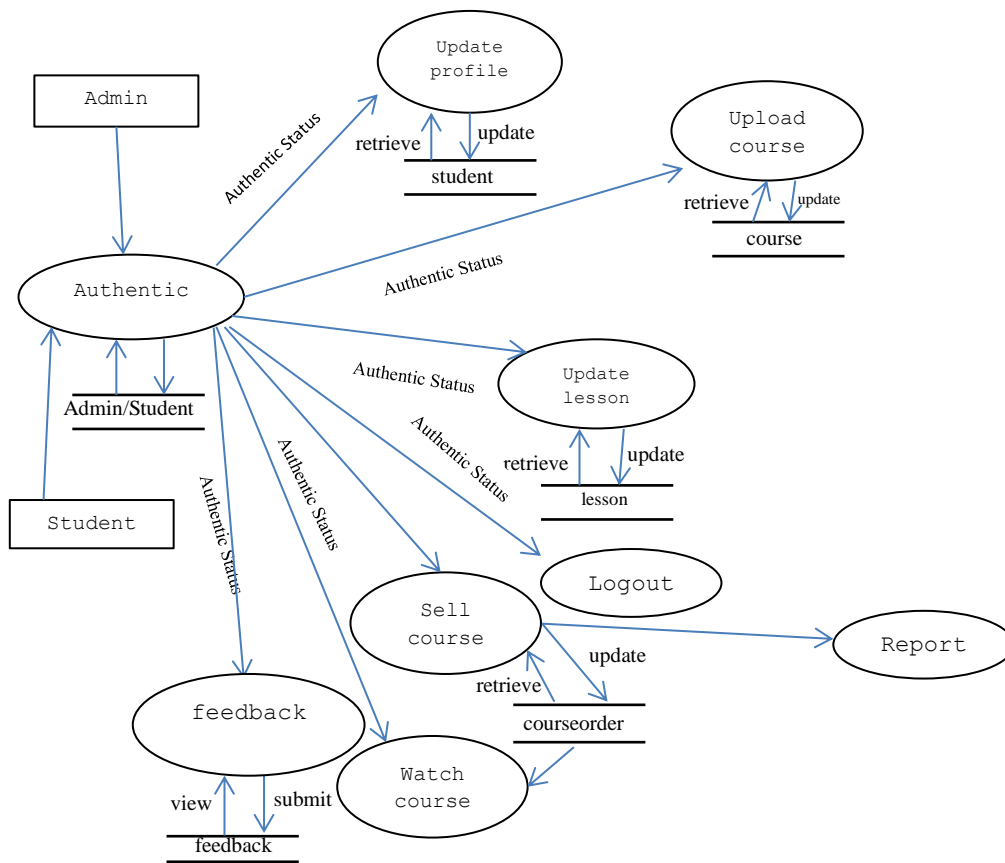 Update
profile
Admin
Upload
course
Authentic Status
retrieve
update
student
retrieve
update
course
Authentic
Authentic Status
Authentic Status
Update
lesson
Admin/Student
Authentic Status
retrieve
update
lesson
Student
Authentic Status
Authentic Status
Logout
Sell
course
Report
update
retrieve
courseorder
feedback
Watch
course
view
submit
feedback